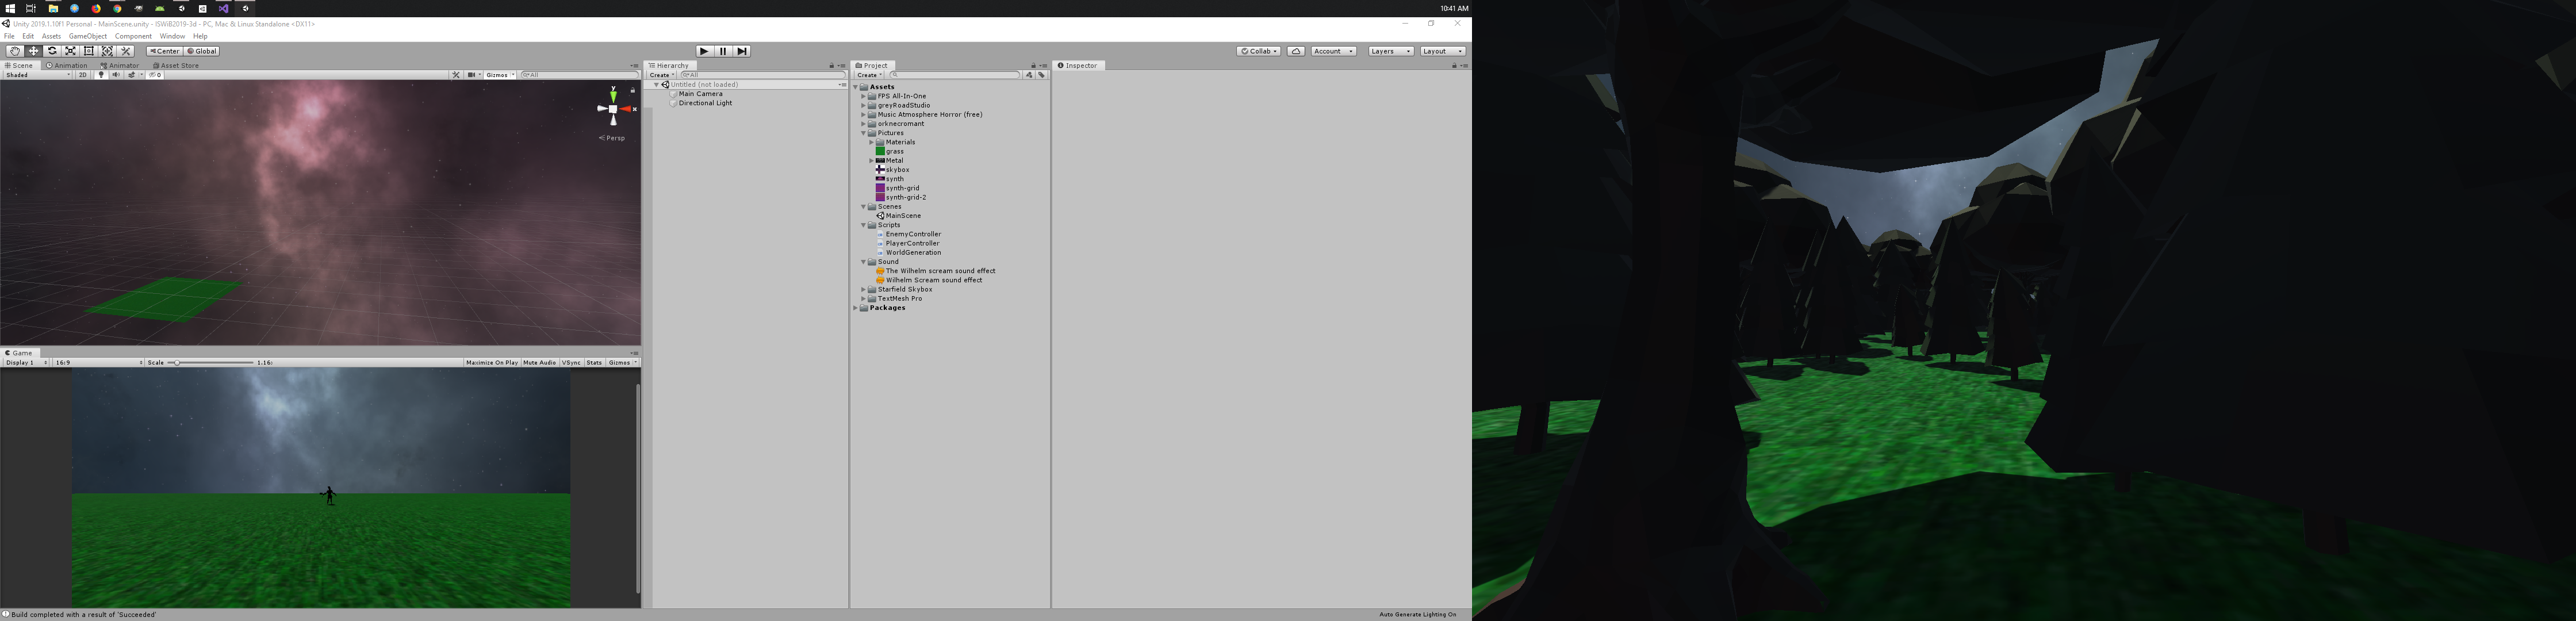 10:41 AM
Unity 2019.1.10f1 Personal - MainScene.unity - ISWiB2019-3d - PC, Mac & Linux Standalone <DX11>
File Edit Assets GameObject Component Window Help
Center Global Collab Account Layers Layout
Scene Animation Animator Asset Store
Shaded 2D 0 Gizmos All
y
x
Persp
Game
Display 1 16:9 Scale 1.16: Maximize On Play Mute Audio VSync Stats Gizmos
Hierarchy
Create All
Untitled (not loaded)
Main Camera
Directional Light
Project
Create
Assets
FPS All-In-One
greyRoadStudio
Music Atmosphere Horror (free)
orknecromant
Pictures
Materials
grass
Metal
skybox
synth
synth-grid
synth-grid-2
Scenes
MainScene
Scripts
EnemyController
PlayerController
WorldGeneration
Sound
The Wilhelm scream sound effect
Wilhelm Scream sound effect
Starfield Skybox
TextMesh Pro
Packages
Inspector
Build completed with a result of 'Succeeded'
Auto Generate Lighting On